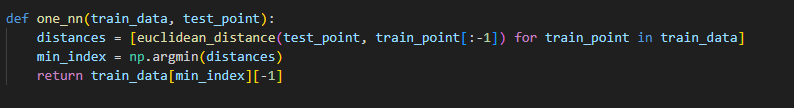 def one_nn(train_data, test_point):
    distances = [euclidean_distance(test_point, train_point[:-1]) for train_point in train_data]
    min_index = np.argmin(distances)
    return train_data[min_index][-1]